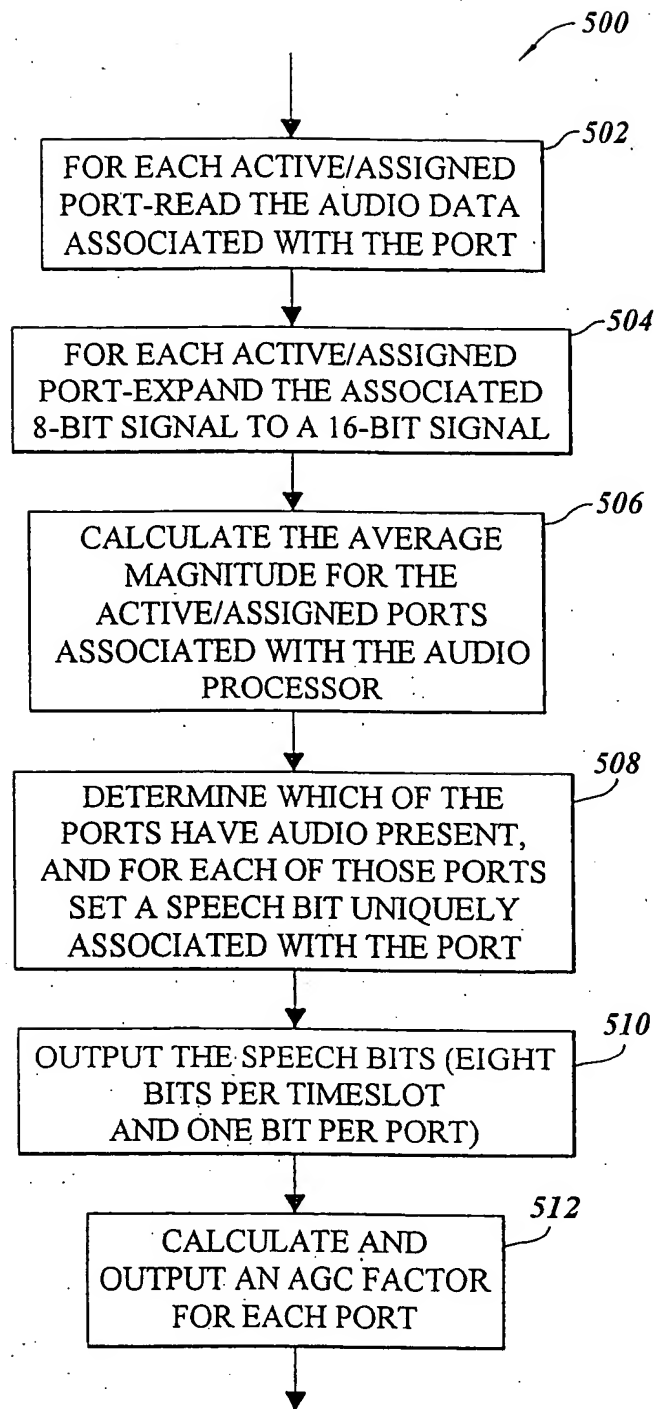 500
502
FOR EACH ACTIVE/ASSIGNED
PORT-READ THE AUDIO DATA
ASSOCIATED WITH THE PORT
504
FOR EACH ACTIVE/ASSIGNED
PORT-EXPAND THE ASSOCIATED
8-BIT SIGNAL TO A 16-BIT SIGNAL
506
CALCULATE THE AVERAGE
MAGNITUDE FOR THE
ACTIVE/ASSIGNED PORTS
ASSOCIATED WITH THE AUDIO
PROCESSOR
508
DETERMINE WHICH OF THE
PORTS HAVE AUDIO PRESENT,
AND FOR EACH OF THOSE PORTS
SET A SPEECH BIT UNIQUELY
ASSOCIATED WITH THE PORT
510
OUTPUT THE SPEECH BITS (EIGHT
BITS PER TIMESLOT
AND ONE BIT PER PORT)
512
CALCULATE AND
OUTPUT AN AGC FACTOR
FOR EACH PORT